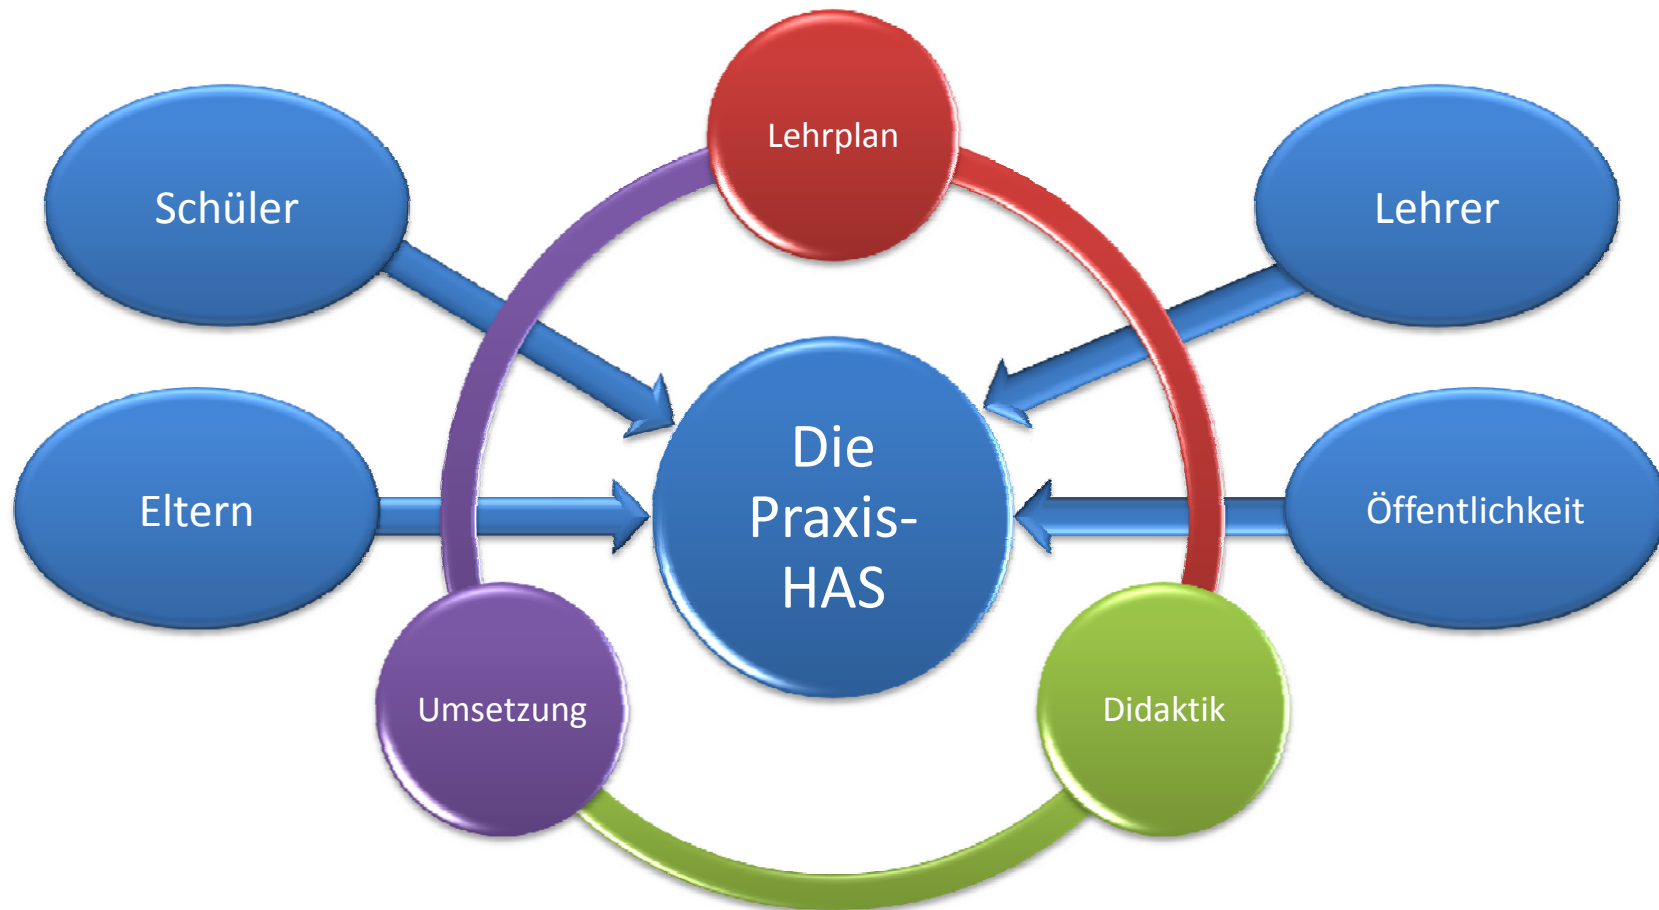 Lehrplan
Schüler
Lehrer
Die
Praxis-
HAS
Eltern
Öffentlichkeit
Umsetzung
Didaktik